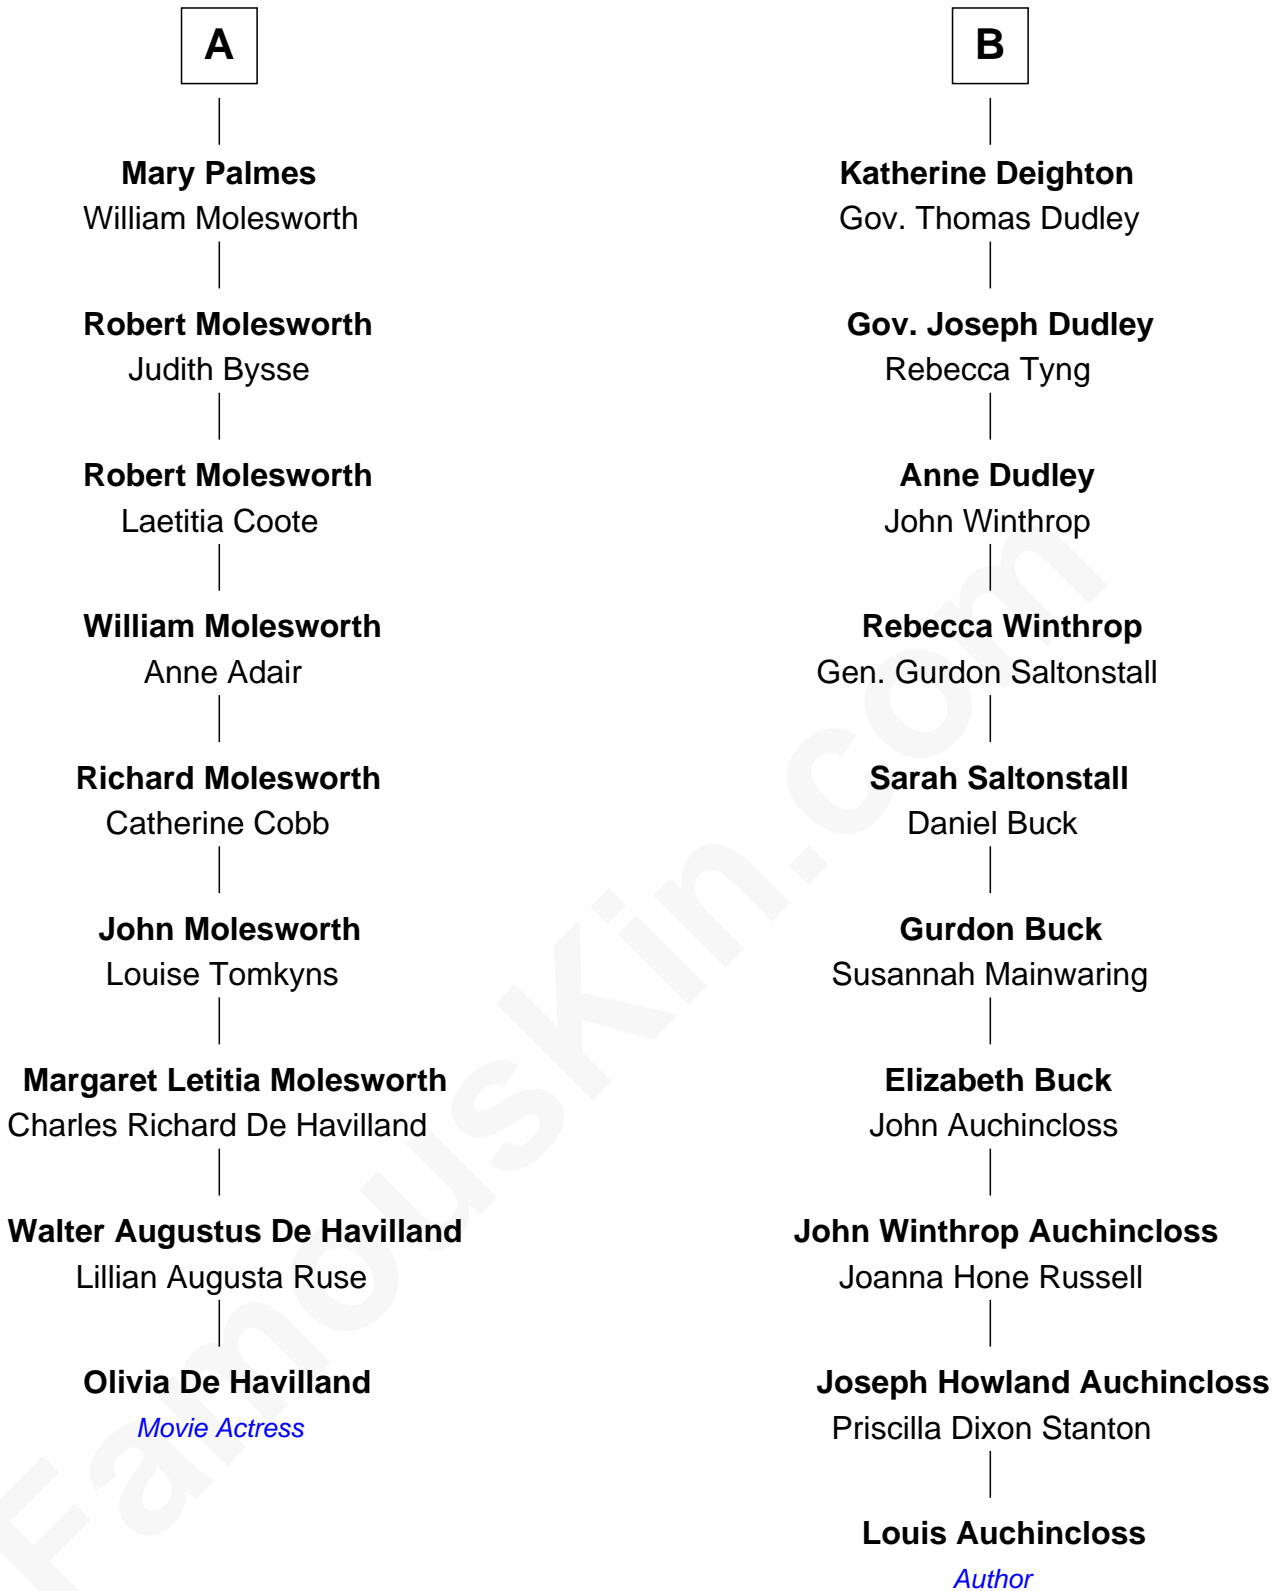 A
Mary Palmes
William Molesworth
Robert Molesworth
Judith Bysse
Robert Molesworth
Laetitia Coote
William Molesworth
Anne Adair
Richard Molesworth
Catherine Cobb
John Molesworth
Louise Tomkyns
Margaret Letitia Molesworth
Charles Richard De Havilland
Walter Augustus De Havilland
Lillian Augusta Ruse
Olivia De Havilland
Movie Actress
B
Katherine Deighton
Gov. Thomas Dudley
Gov. Joseph Dudley
Rebecca Tyng
Anne Dudley
John Winthrop
Rebecca Winthrop
Gen. Gurdon Saltonstall
Sarah Saltonstall
Daniel Buck
Gurdon Buck
Susannah Mainwaring
Elizabeth Buck
John Auchincloss
John Winthrop Auchincloss
Joanna Hone Russell
Joseph Howland Auchincloss
Priscilla Dixon Stanton
Louis Auchincloss
Author
FamousKin.com